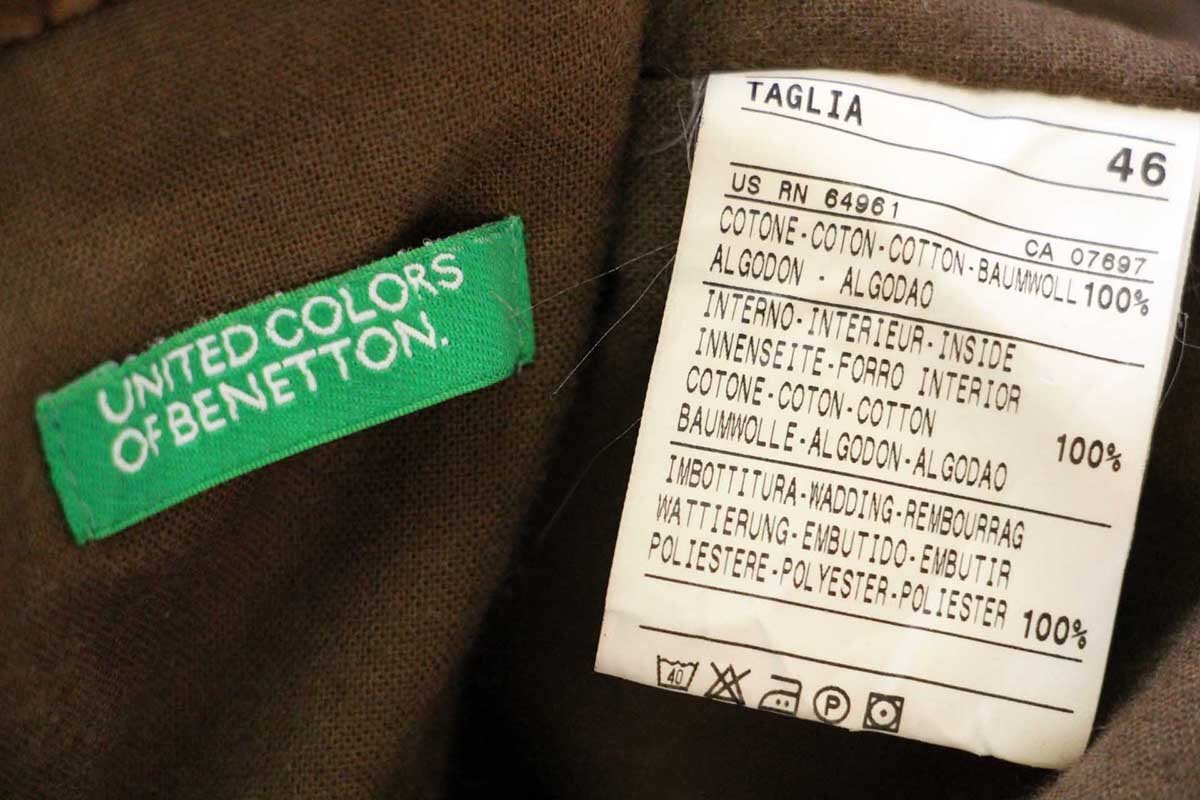 UNITED COLORS
OF BENETTON.
TAGLIA
46
US RN 64961
CA 07697
COTONE-COTON-COTTON-BAUMWOLL 100%
ALGODON - ALGODAO
INTERNO-INTERIEUR-INSIDE
INNENSEITE-FORRO INTERIOR
COTONE-COTON-COTTON
BAUMWOLLE-ALGODON-ALGODAO 100%
IMBOTTITURA-WADDING-REMBOURRAG
WATTIERUNG-EMBUTIDO-EMBUTIR
POLIESTERE-POLYESTER-POLIESTER 100%
40 P